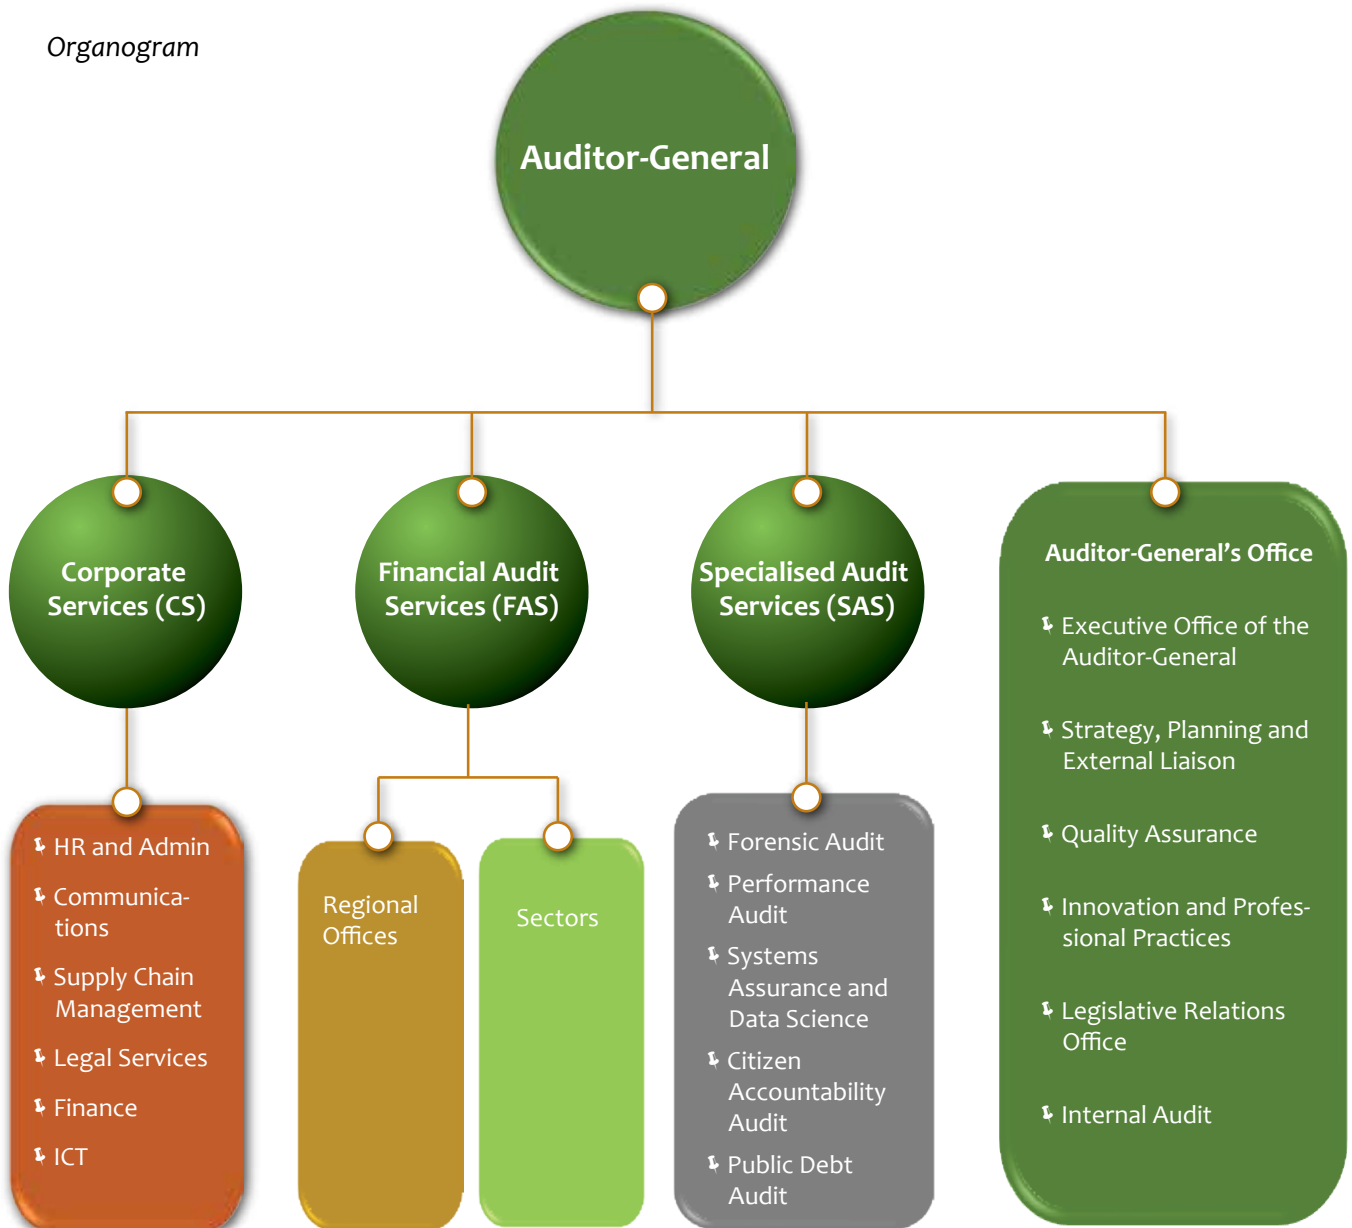 Organogram
Auditor-General
Corporate
Services (CS)
Financial Audit
Services (FAS)
Specialised Audit
Services (SAS)
Auditor-General’s Office
Executive Office of the
Auditor-General
Strategy, Planning and
External Liaison
Quality Assurance
Innovation and Profes-
sional Practices
Legislative Relations
Office
Internal Audit
HR and Admin
Communica-
tions
Supply Chain
Management
Legal Services
Finance
ICT
Regional
Offices
Sectors
Forensic Audit
Performance
Audit
Systems
Assurance and
Data Science
Citizen
Accountability
Audit
Public Debt
Audit